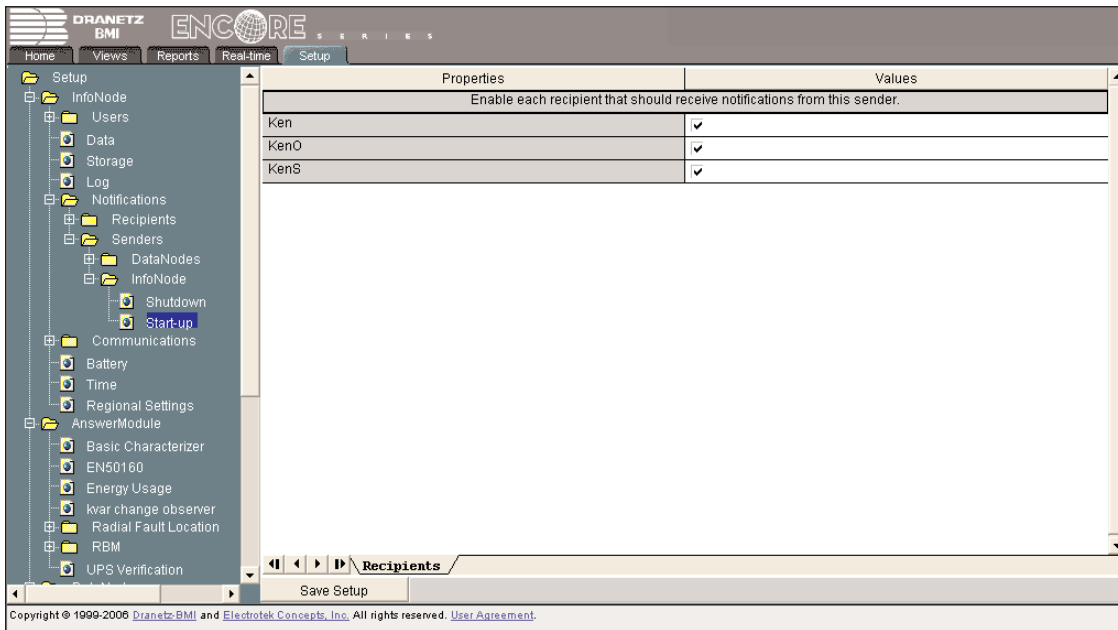 DRANETZ
BMI
ENCORE
SERIES
Home Views Reports Real-time Setup
Setup
InfoNode
Users
Data
Storage
Log
Notifications
Recipients
Senders
DataNodes
InfoNode
Shutdown
Start-up
Communications
Battery
Time
Regional Settings
AnswerModule
Basic Characterizer
EN50160
Energy Usage
kvar change observer
Radial Fault Location
RBM
UPS Verification
Properties Values
Enable each recipient that should receive notifications from this sender.
Ken
KenO
KenS
Recipients
Save Setup
Copyright © 1999-2006 Dranetz-BMI and Electrotek Concepts, Inc. All rights reserved. User Agreement.